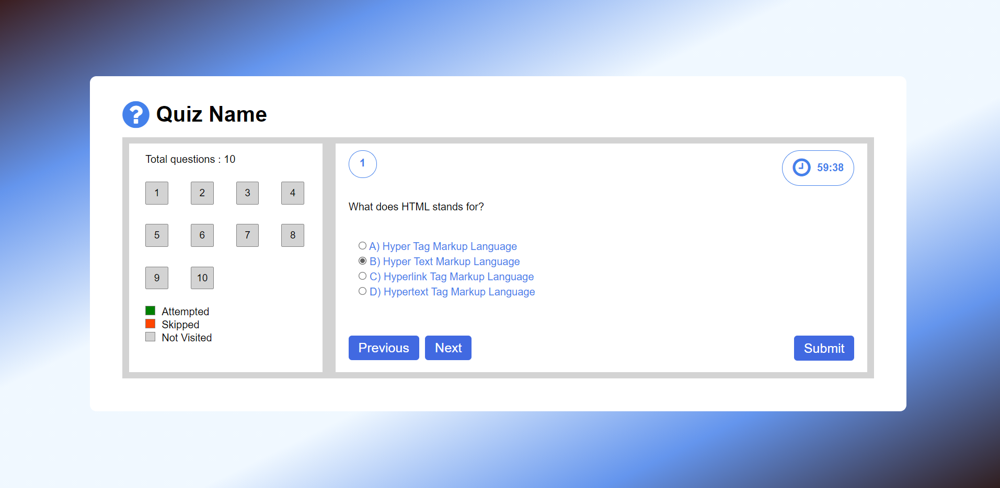 Quiz Name
Total questions : 10
1 2 3 4
5 6 7 8
9 10
Attempted
Skipped
Not Visited
1
59:38
What does HTML stands for?
A) Hyper Tag Markup Language
B) Hyper Text Markup Language
C) Hyperlink Tag Markup Language
D) Hypertext Tag Markup Language
Previous Next Submit